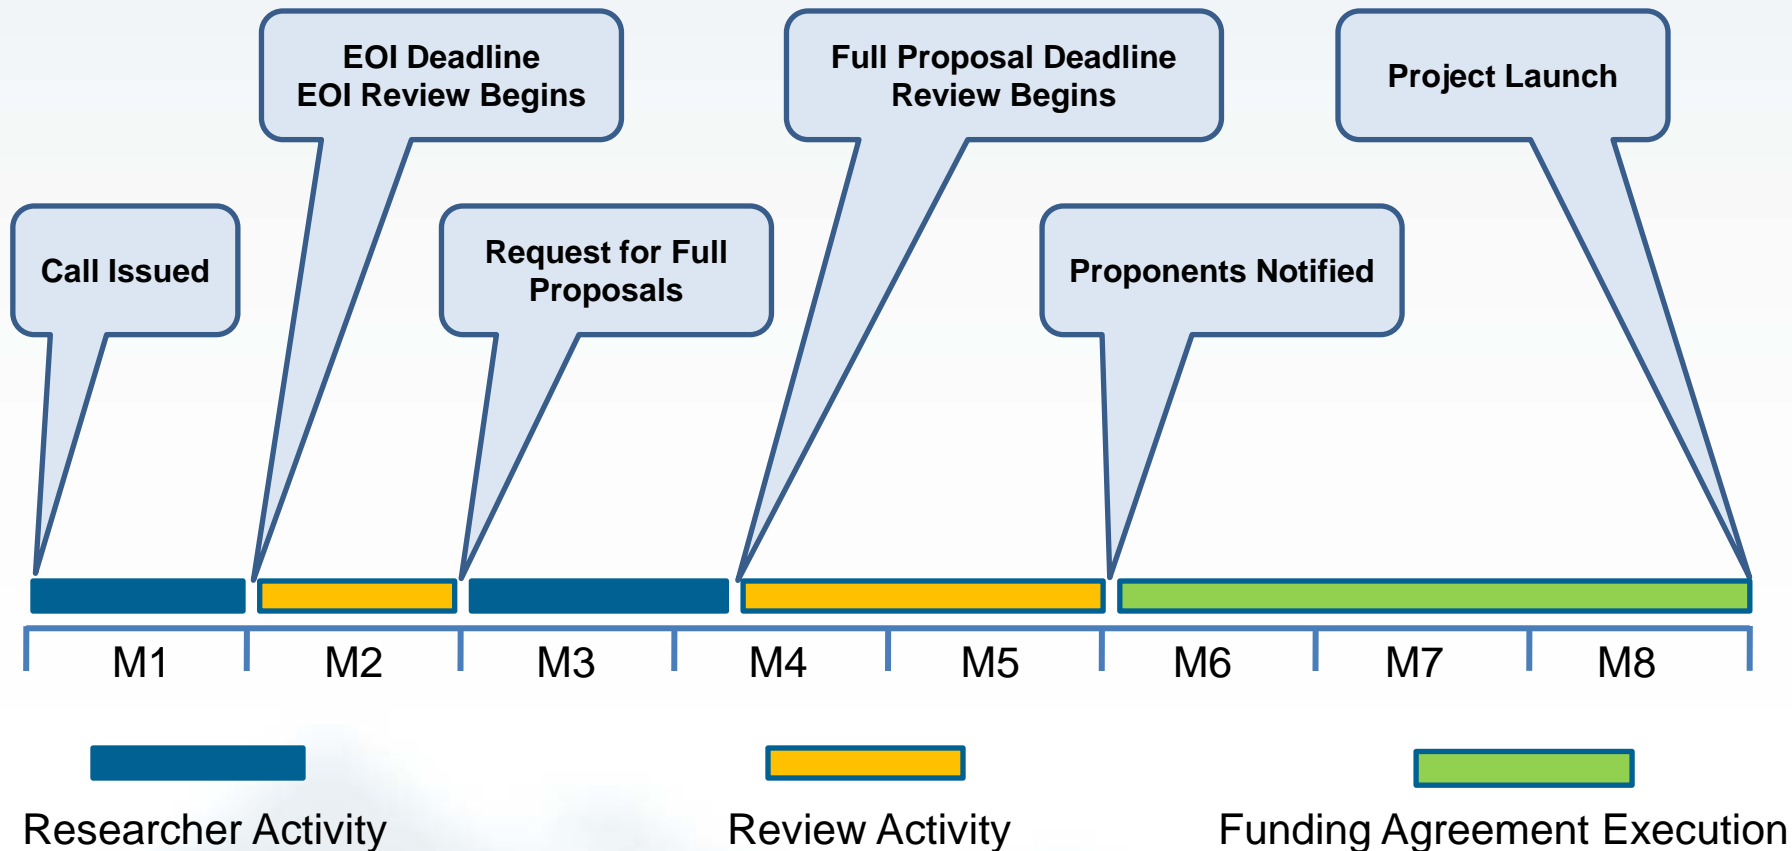 EOI Deadline
EOI Review Begins
Full Proposal Deadline
Review Begins
Project Launch
Call Issued
Request for Full
Proposals
Proponents Notified
M1 M2 M3 M4 M5 M6 M7 M8
Researcher Activity
Review Activity
Funding Agreement Execution